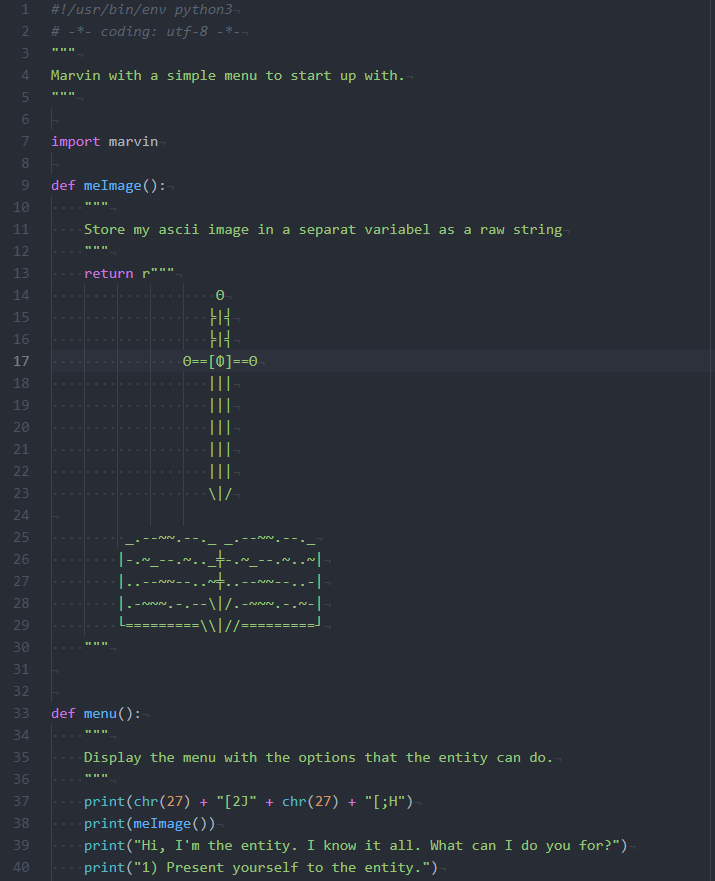 1 #!/usr/bin/env python3
2 # -*- coding: utf-8 -*-
3 """
4 Marvin with a simple menu to start up with.
5 """
6
7 import marvin
8
9 def meImage():
10     """
11     Store my ascii image in a separat variabel as a raw string
12     """
13     return r"""
14                     0
15                    ╞|╡
16                    ╞|╡
17                 0==[0]==0
18                    |||
19                    |||
20                    |||
21                    |||
22                    |||
23                    \|/
24
25          _.--~~.--._ _.--~~.--._
26         |-.~_--.~.._╪-.~_--.~..~|
27         |..--~~--..~╪..--~~--..-|
28         |.-~~~.-.--\|/.-~~~.-.~-|
29         └=========\\|//=========┘
30     """
31
32
33 def menu():
34     """
35     Display the menu with the options that the entity can do.
36     """
37     print(chr(27) + "[2J" + chr(27) + "[;H")
38     print(meImage())
39     print("Hi, I'm the entity. I know it all. What can I do you for?")
40     print("1) Present yourself to the entity.")